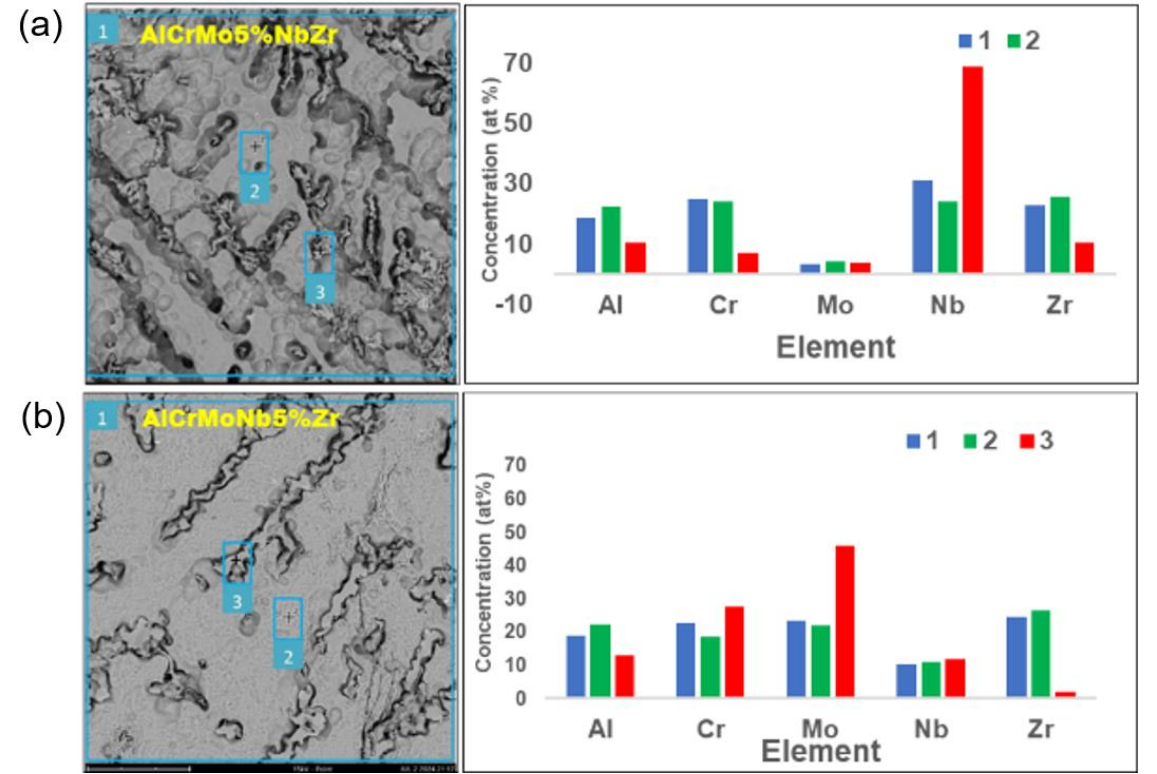 (a)
1
AlCrMo5%NbZr
2
3
1 2
Concentration (at %)
70
50
30
10
-10
Al Cr Mo Nb Zr
Element
(b)
1
AlCrMoNb5%Zr
3
2
1 2 3
Concentration (at%)
70
60
50
40
30
20
10
0
Al Cr Mo Nb Zr
Element